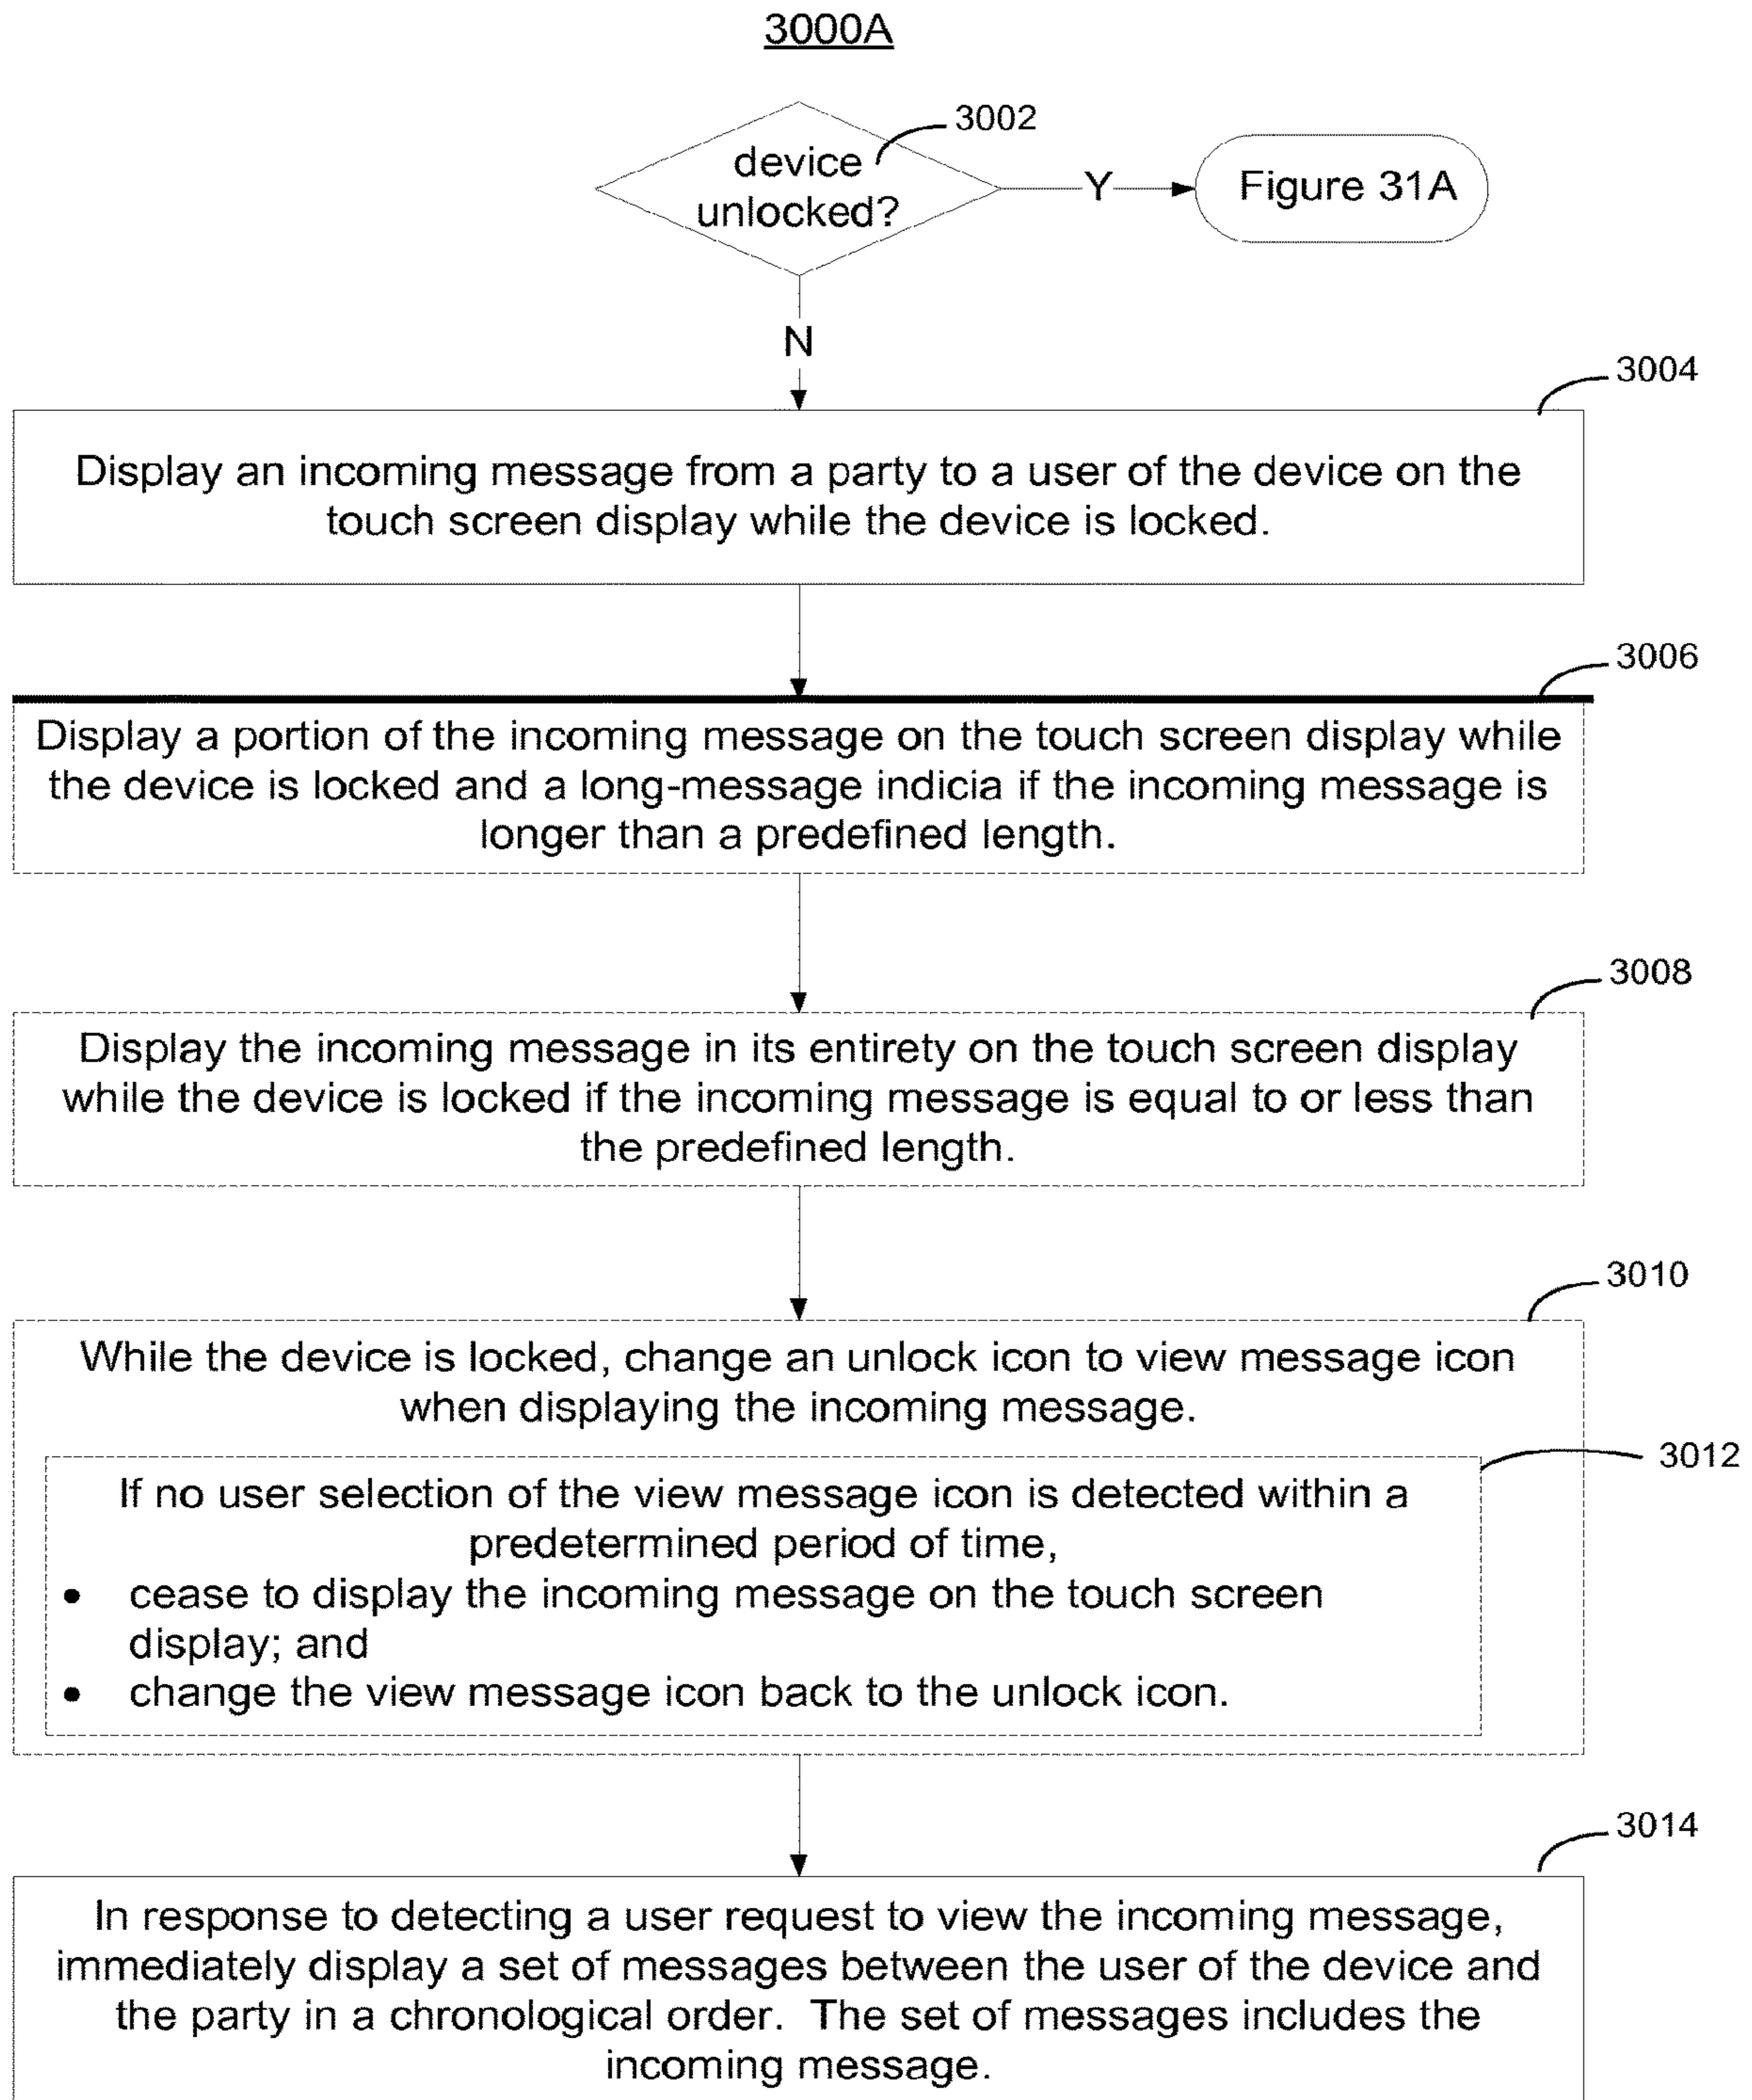 3000A
3002
device
unlocked?
Y
Figure 31A
N
3004
Display an incoming message from a party to a user of the device on the
touch screen display while the device is locked.
3006
Display a portion of the incoming message on the touch screen display while
the device is locked and a long-message indicia if the incoming message is
longer than a predefined length.
3008
Display the incoming message in its entirety on the touch screen display
while the device is locked if the incoming message is equal to or less than
the predefined length.
3010
While the device is locked, change an unlock icon to view message icon
when displaying the incoming message.
3012
If no user selection of the view message icon is detected within a
predetermined period of time,
• cease to display the incoming message on the touch screen
display; and
• change the view message icon back to the unlock icon.
3014
In response to detecting a user request to view the incoming message,
immediately display a set of messages between the user of the device and
the party in a chronological order. The set of messages includes the
incoming message.